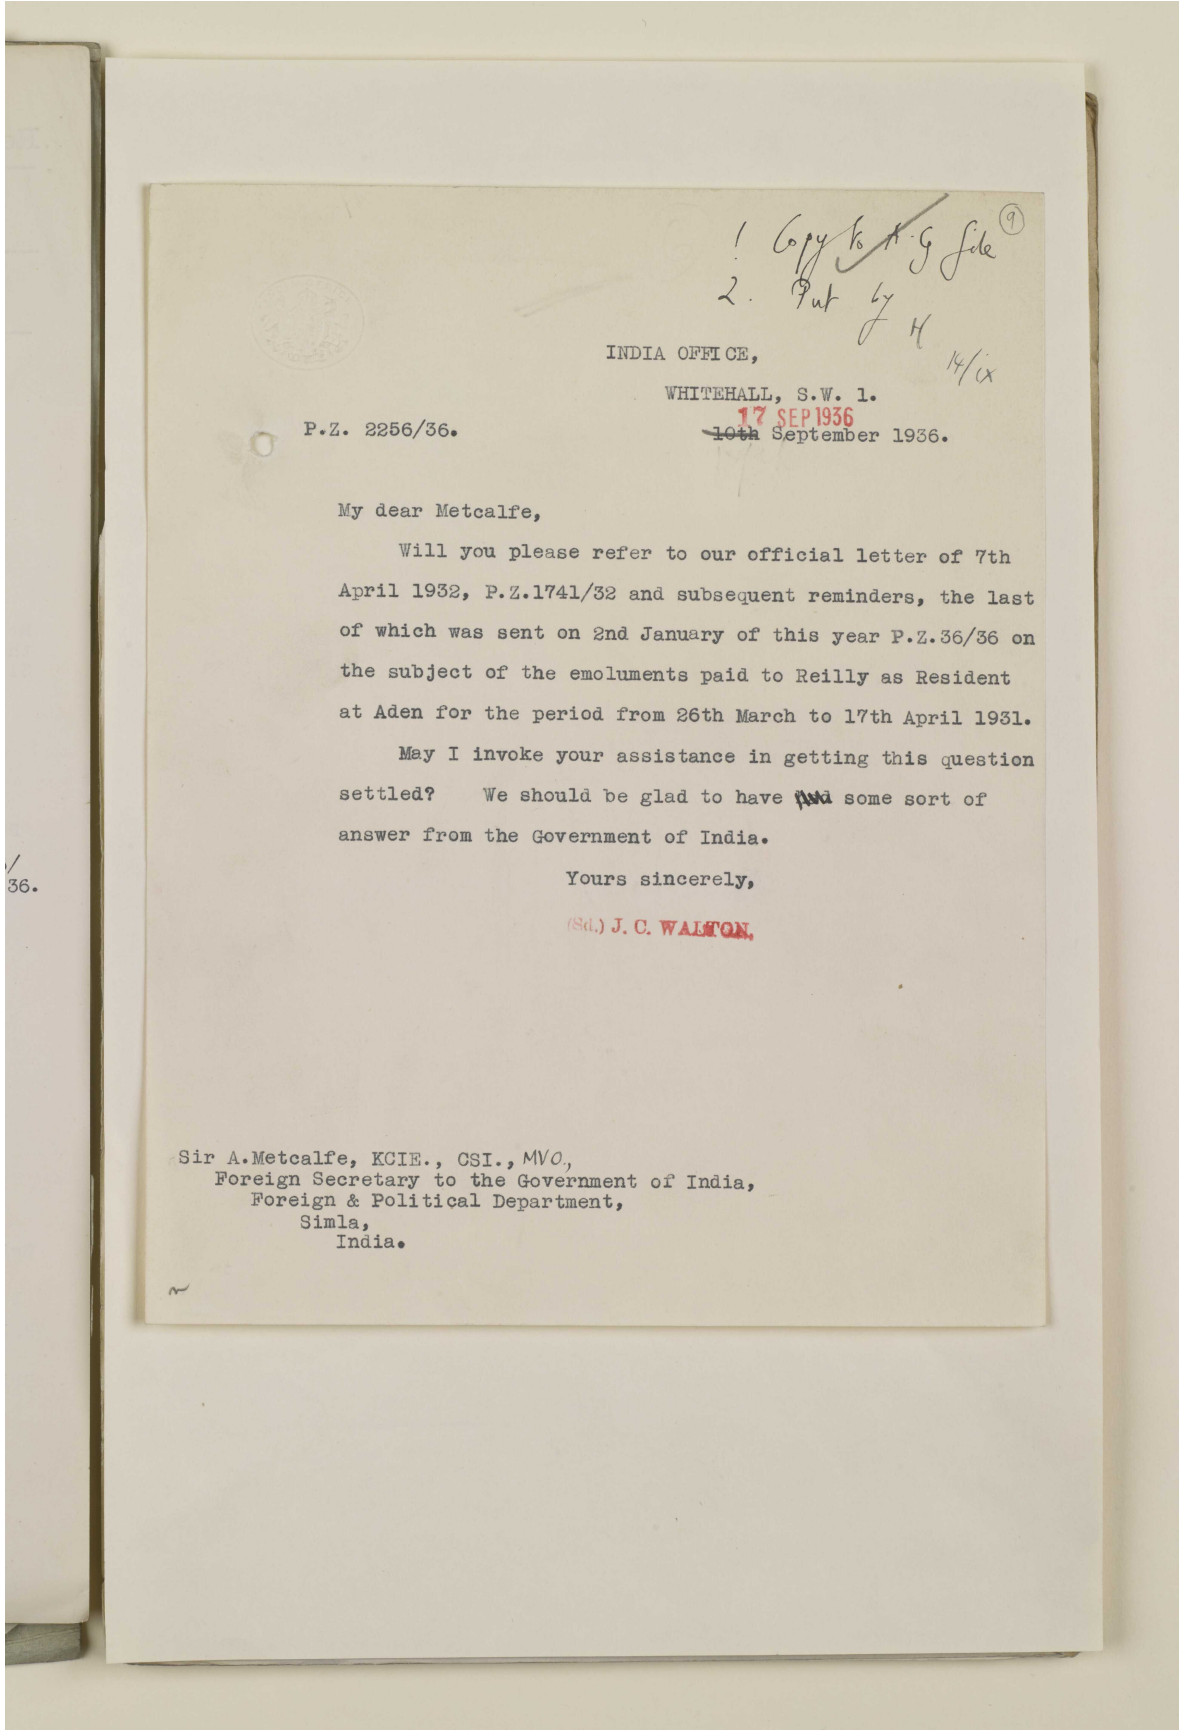 9
1 Copy to A.G file
2. Put by
14/ix
INDIA OFFICE,
WHITEHALL, S.W. 1.
17 SEP 1936
P.Z. 2256/36.
10th September 1936.
My dear Metcalfe,
Will you please refer to our official letter of 7th
April 1932, P.Z.1741/32 and subsequent reminders, the last
of which was sent on 2nd January of this year P.Z.36/36 on
the subject of the emoluments paid to Reilly as Resident
at Aden for the period from 26th March to 17th April 1931.
May I invoke your assistance in getting this question
settled? We should be glad to have some sort of
answer from the Government of India.
Yours sincerely,
(Sd.) J. C. WALTON.
Sir A.Metcalfe, KCIE., CSI., MVO.,
Foreign Secretary to the Government of India,
Foreign & Political Department,
Simla,
India.
36.